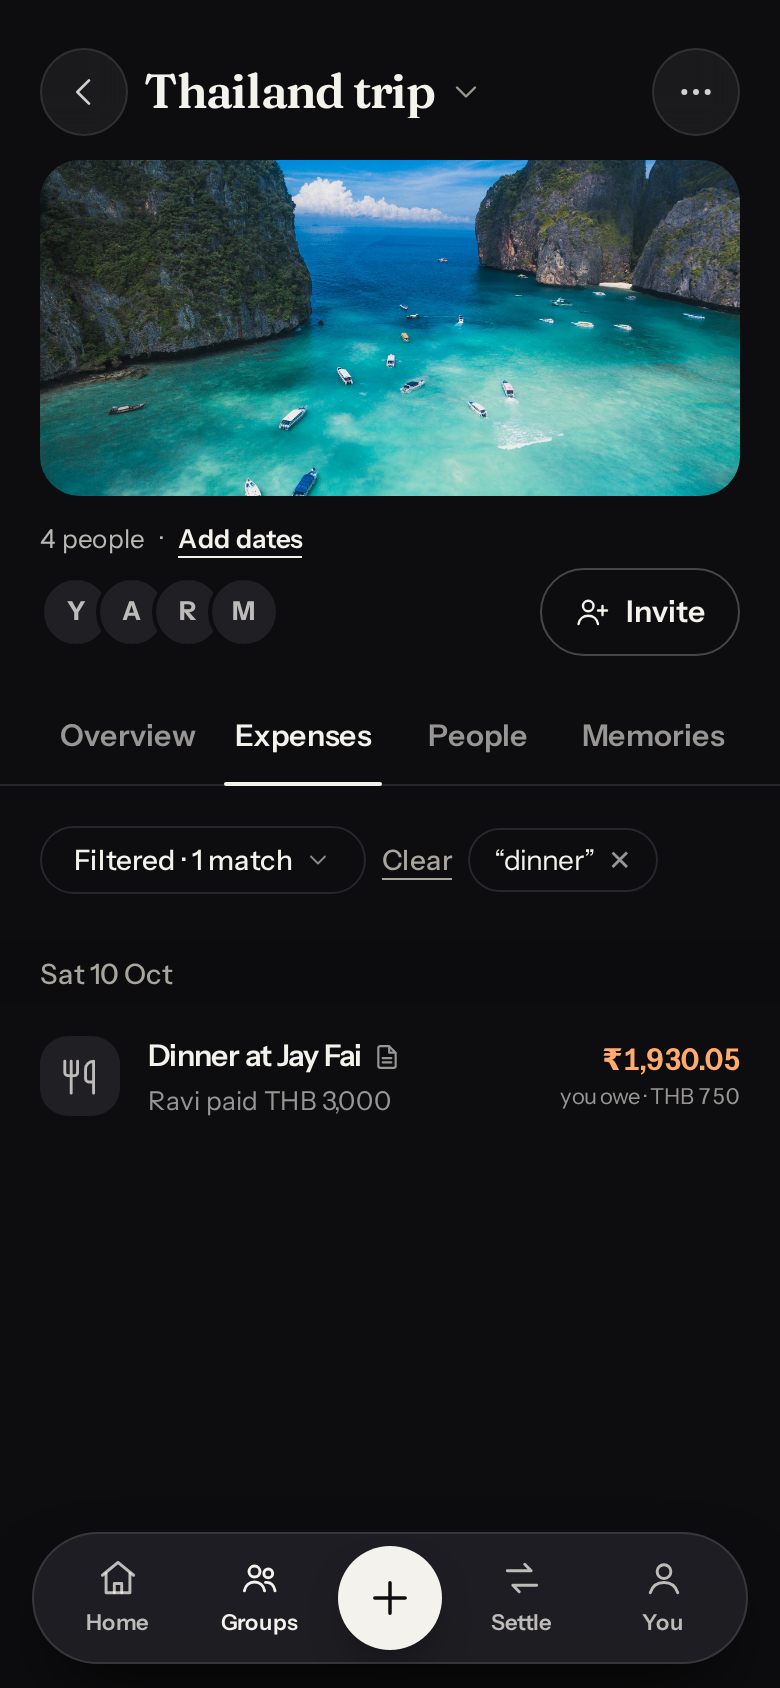 Thailand trip
4 people · Add dates
Y A R M
Invite
Overview Expenses People Memories
Filtered · 1 match Clear “dinner”
Sat 10 Oct
Dinner at Jay Fai ₹1,930.05
Ravi paid THB 3,000 you owe · THB 750
Home Groups Settle You